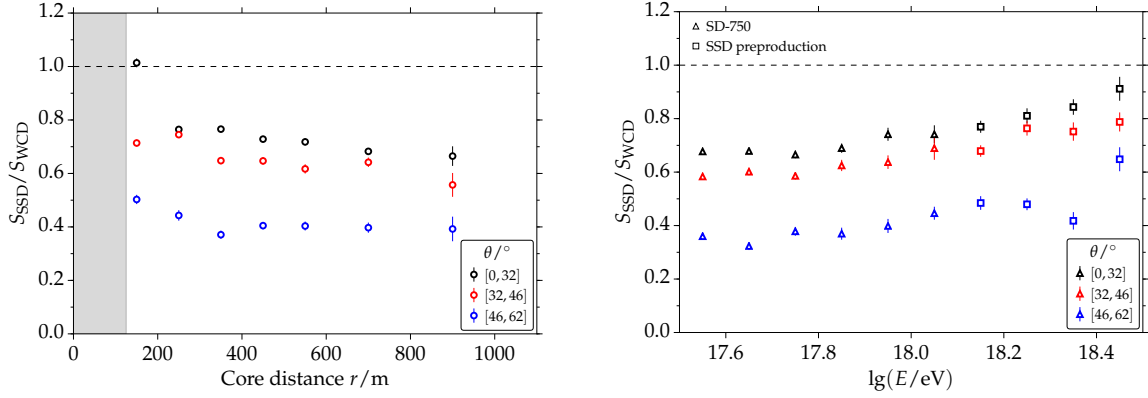 1.2
1.0
0.8
0.6
0.4
0.2
0.0
S_SSD/S_WCD
0 200 400 600 800 1000
Core distance r/m
θ/°
[0, 32]
[32, 46]
[46, 62]
1.2
1.0
0.8
0.6
0.4
0.2
0.0
S_SSD/S_WCD
SD-750
SSD preproduction
17.6 17.8 18.0 18.2 18.4
lg(E/eV)
θ/°
[0, 32]
[32, 46]
[46, 62]